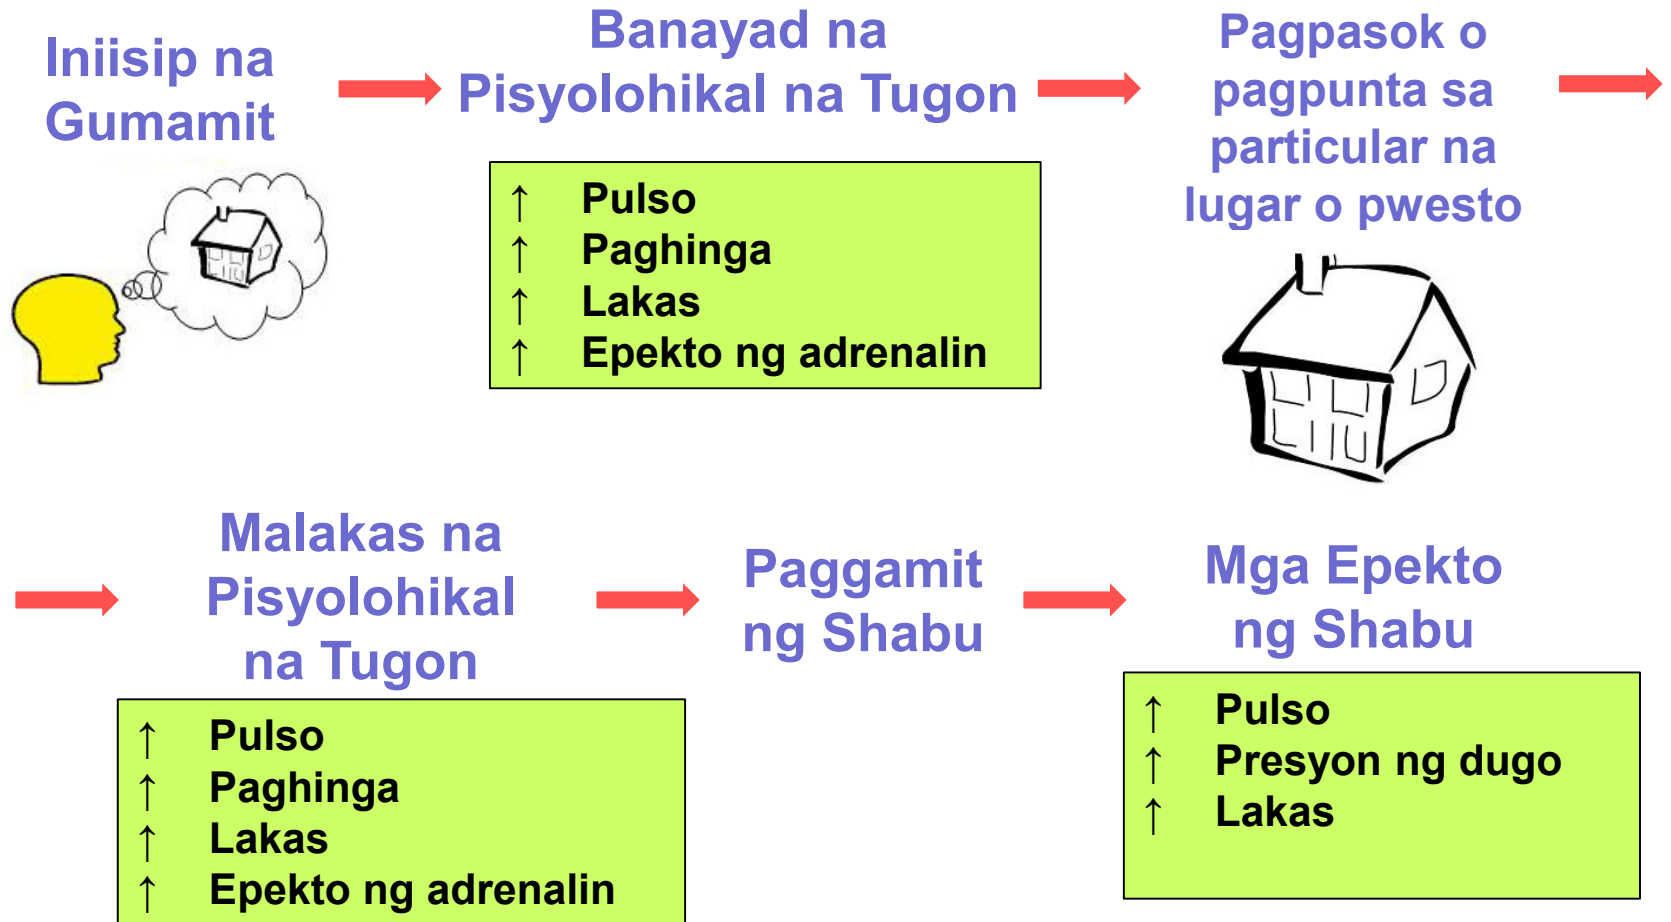 Iniisip na
Gumamit
Banayad na
Pisyolohikal na Tugon
↑ Pulso
↑ Paghinga
↑ Lakas
↑ Epekto ng adrenalin
Pagpasok o
pagpunta sa
particular na
lugar o pwesto
Malakas na
Pisyolohikal
na Tugon
↑ Pulso
↑ Paghinga
↑ Lakas
↑ Epekto ng adrenalin
Paggamit
ng Shabu
Mga Epekto
ng Shabu
↑ Pulso
↑ Presyon ng dugo
↑ Lakas